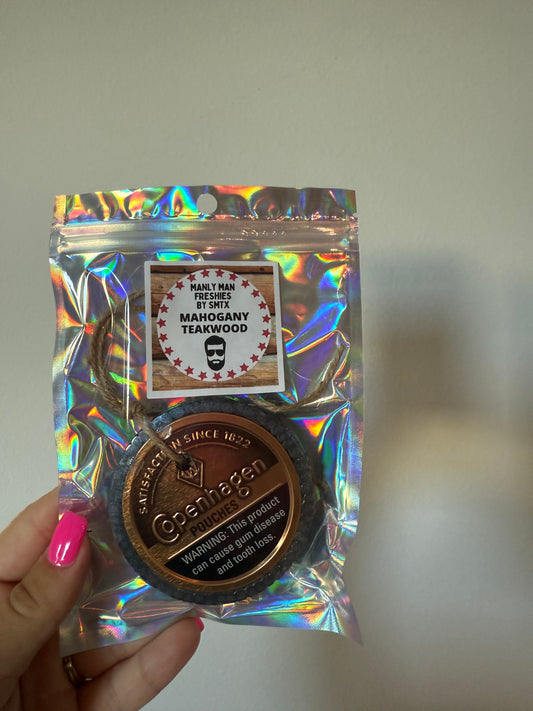 MANLY MAN
FRESHIES
BY SMTX
MAHOGANY
TEAKWOOD
SATISFACTION SINCE 1822
Copenhagen
POUCHES
WARNING: This product
can cause gum disease
and tooth loss.